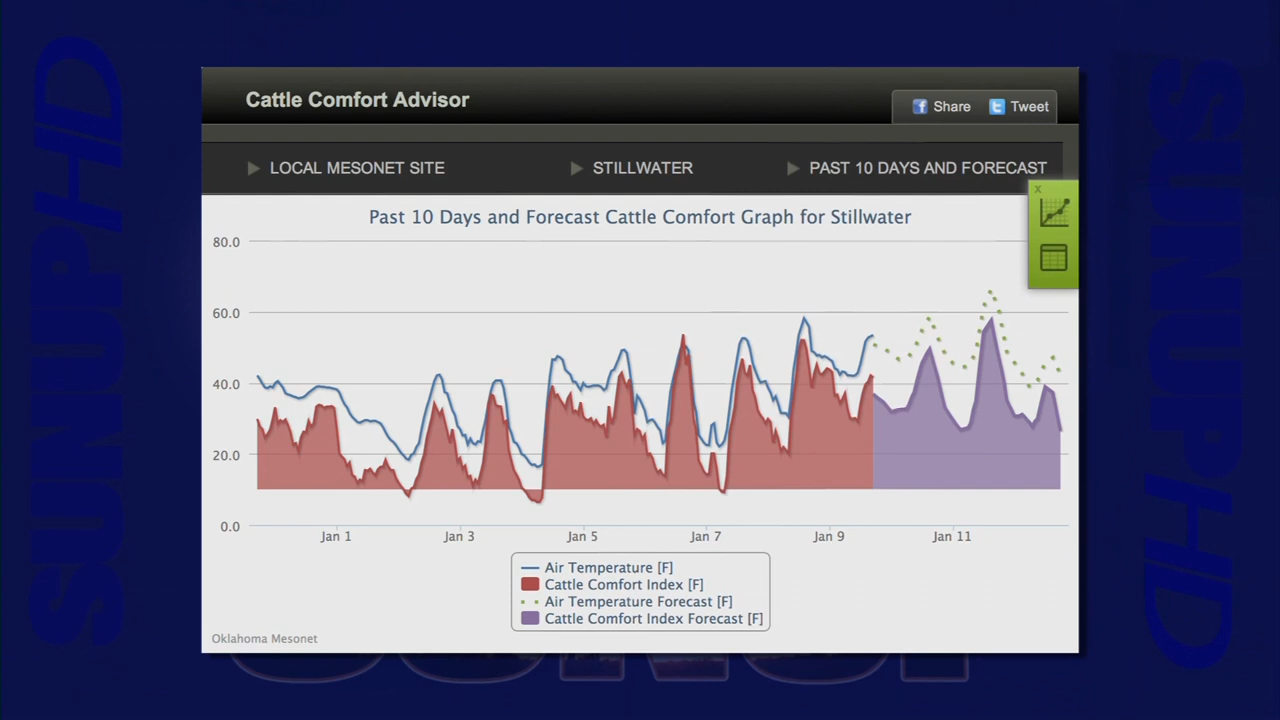 Cattle Comfort Advisor
Share
Tweet
LOCAL MESONET SITE
STILLWATER
PAST 10 DAYS AND FORECAST
x
Past 10 Days and Forecast Cattle Comfort Graph for Stillwater
80.0
60.0
40.0
20.0
0.0
Jan 1
Jan 3
Jan 5
Jan 7
Jan 9
Jan 11
Air Temperature [F]
Cattle Comfort Index [F]
Air Temperature Forecast [F]
Cattle Comfort Index Forecast [F]
Oklahoma Mesonet
SUNUPHD
SUNUPHD